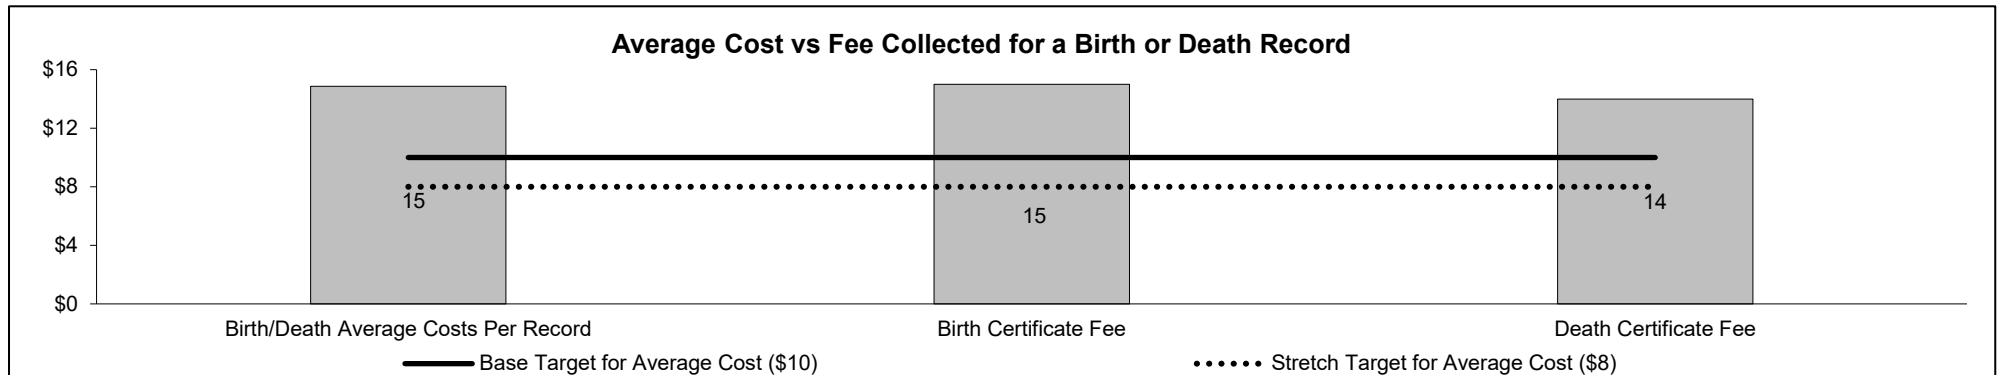 Average Cost vs Fee Collected for a Birth or Death Record
$16
$12
$8
$4
$0
15
15
14
Birth/Death Average Costs Per Record
Birth Certificate Fee
Death Certificate Fee
Base Target for Average Cost ($10)
Stretch Target for Average Cost ($8)